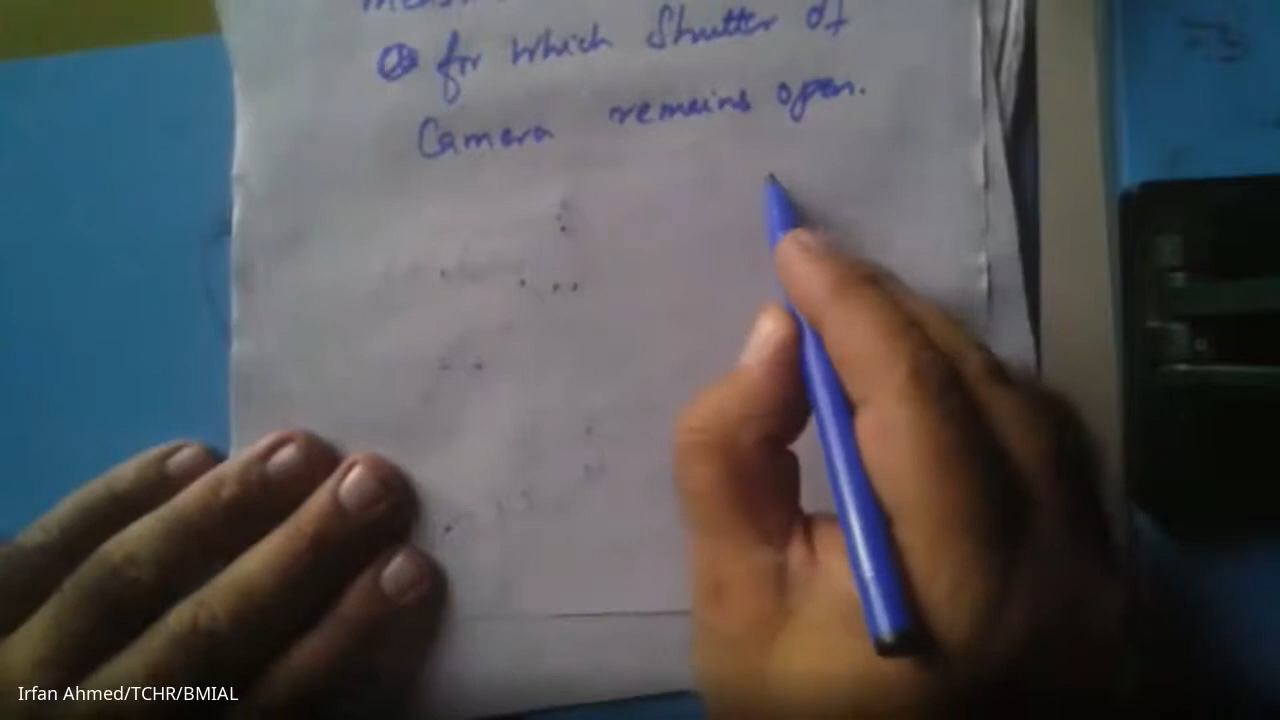 for which Shutter of
Camera remains open.
Irfan Ahmed/TCHR/BMIAL